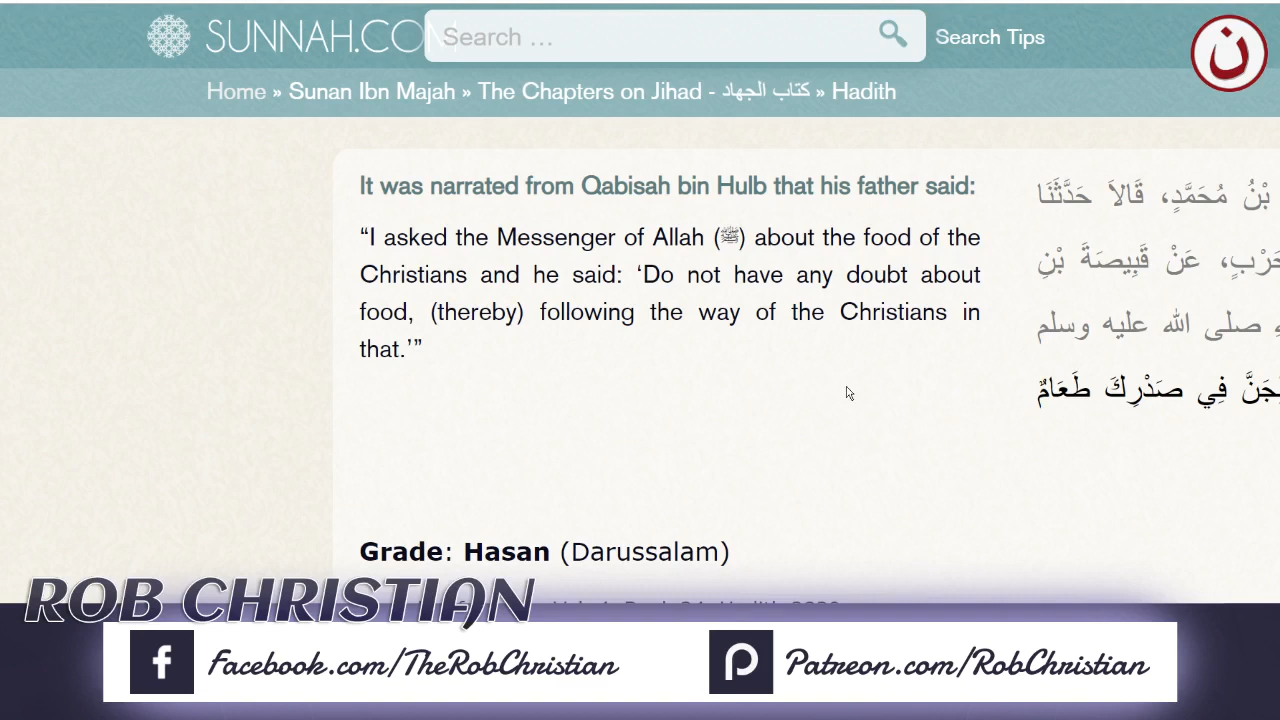 SUNNAH.COM
Search …
Search Tips
ن
Home » Sunan Ibn Majah » The Chapters on Jihad - كتاب الجهاد » Hadith
It was narrated from Qabisah bin Hulb that his father said:
“I asked the Messenger of Allah (ﷺ) about the food of the
Christians and he said: ‘Do not have any doubt about
food, (thereby) following the way of the Christians in
that.’”
بْنُ مُحَمَّدٍ، قَالاَ حَدَّثَنَا
عَنْ قَبِيصَةَ بْنِ
صلى الله عليه وسلم
فِي صَدْرِكَ طَعَامٌ
Grade: Hasan (Darussalam)
ROB CHRISTIAN
Facebook.com/TheRobChristian
Patreon.com/RobChristian